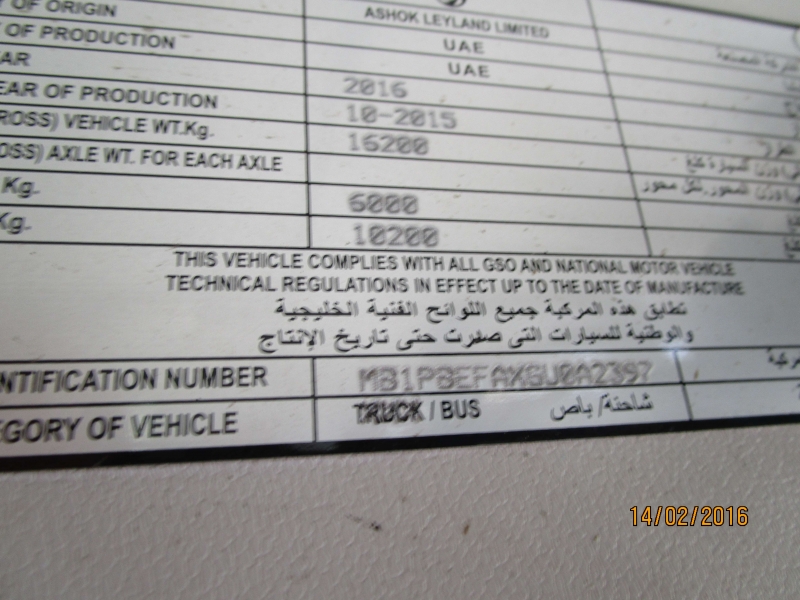 OF ORIGIN ASHOK LEYLAND LIMITED
OF PRODUCTION UAE
UAE
EAR OF PRODUCTION 2016
ROSS) VEHICLE WT.Kg. 10-2015
OSS) AXLE WT. FOR EACH AXLE 16200
Kg. 6000
Kg. 10200
THIS VEHICLE COMPLIES WITH ALL GSO AND NATIONAL MOTOR VEHICLE
TECHNICAL REGULATIONS IN EFFECT UP TO THE DATE OF MANUFACTURE
تطابق هذه المركبة جميع اللوائح الفنية الخليجية
والوطنية للسيارات التى صفرت حتى تاريخ الإنتاج
NTIFICATION NUMBER
EGORY OF VEHICLE TRUCK / BUS شاحنة/ باص
14/02/2016